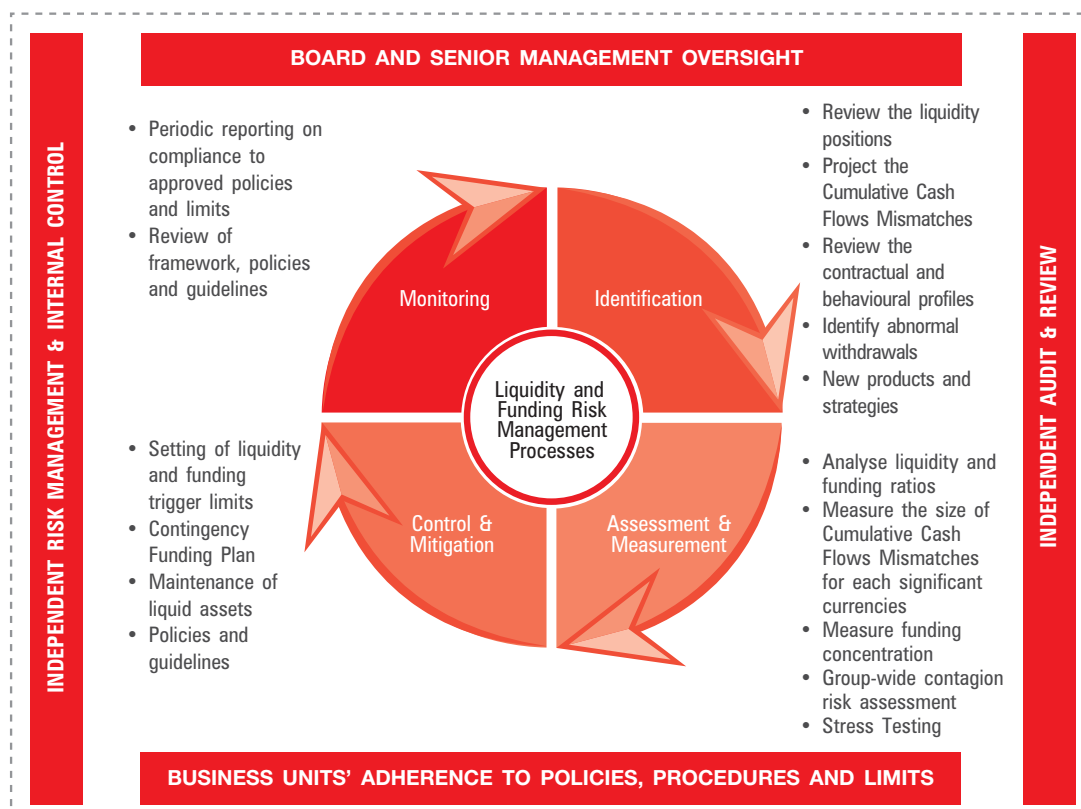 BOARD AND SENIOR MANAGEMENT OVERSIGHT
INDEPENDENT RISK MANAGEMENT & INTERNAL CONTROL
• Periodic reporting on
compliance to
approved policies
and limits
• Review of
framework, policies
and guidelines
Monitoring
Identification
• Review the liquidity
positions
• Project the
Cumulative Cash
Flows Mismatches
• Review the
contractual and
behavioural profiles
• Identify abnormal
withdrawals
• New products and
strategies
Liquidity and
Funding Risk
Management
Processes
• Setting of liquidity
and funding
trigger limits
• Contingency
Funding Plan
• Maintenance of
liquid assets
• Policies and
guidelines
Control &
Mitigation
Assessment &
Measurement
• Analyse liquidity and
funding ratios
• Measure the size of
Cumulative Cash
Flows Mismatches
for each significant
currencies
• Measure funding
concentration
• Group-wide contagion
risk assessment
• Stress Testing
INDEPENDENT AUDIT & REVIEW
BUSINESS UNITS’ ADHERENCE TO POLICIES, PROCEDURES AND LIMITS